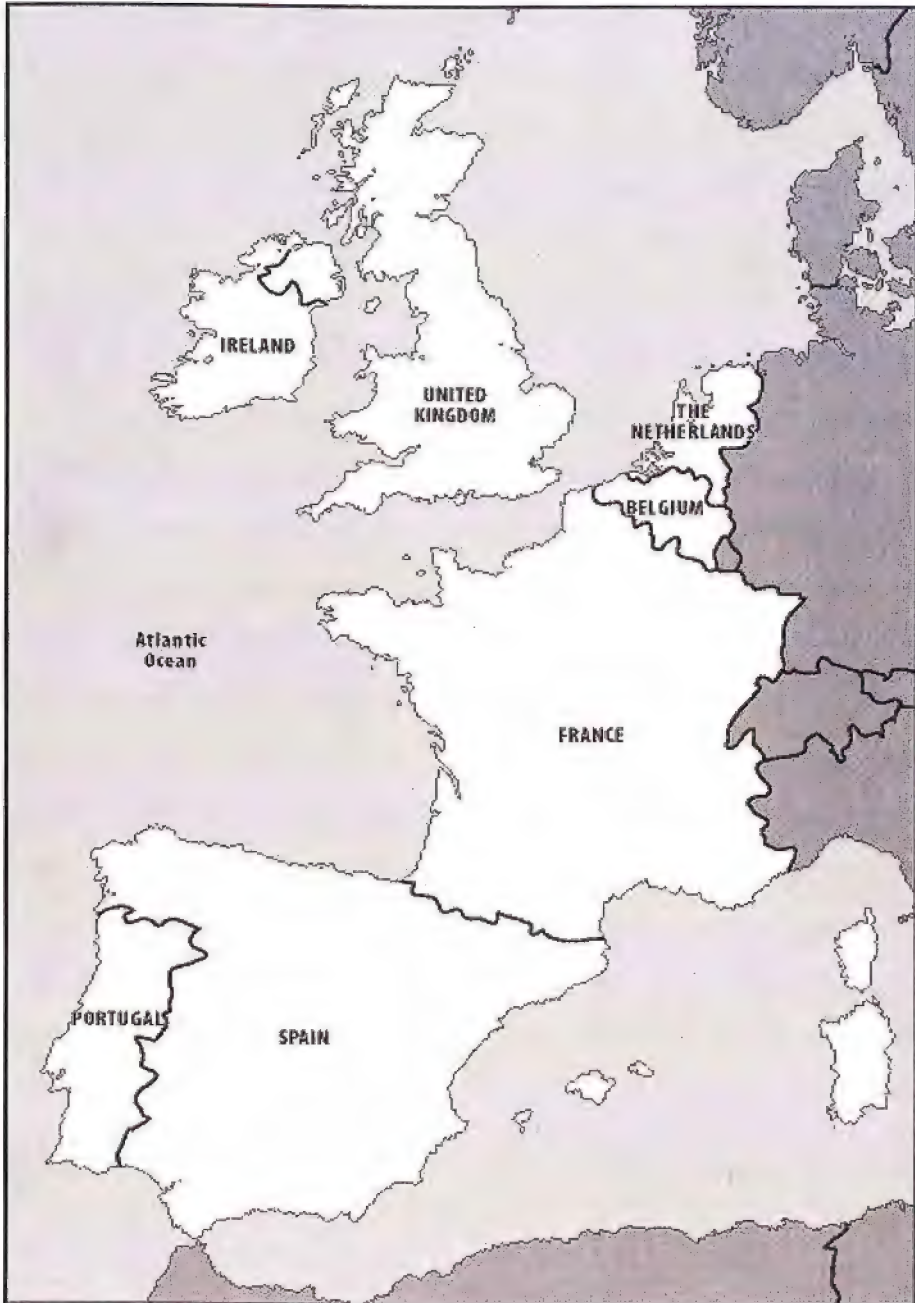 IRELAND
UNITED
KINGDOM
THE
NETHERLANDS
BELGIUM
Atlantic
Ocean
FRANCE
PORTUGAL
SPAIN